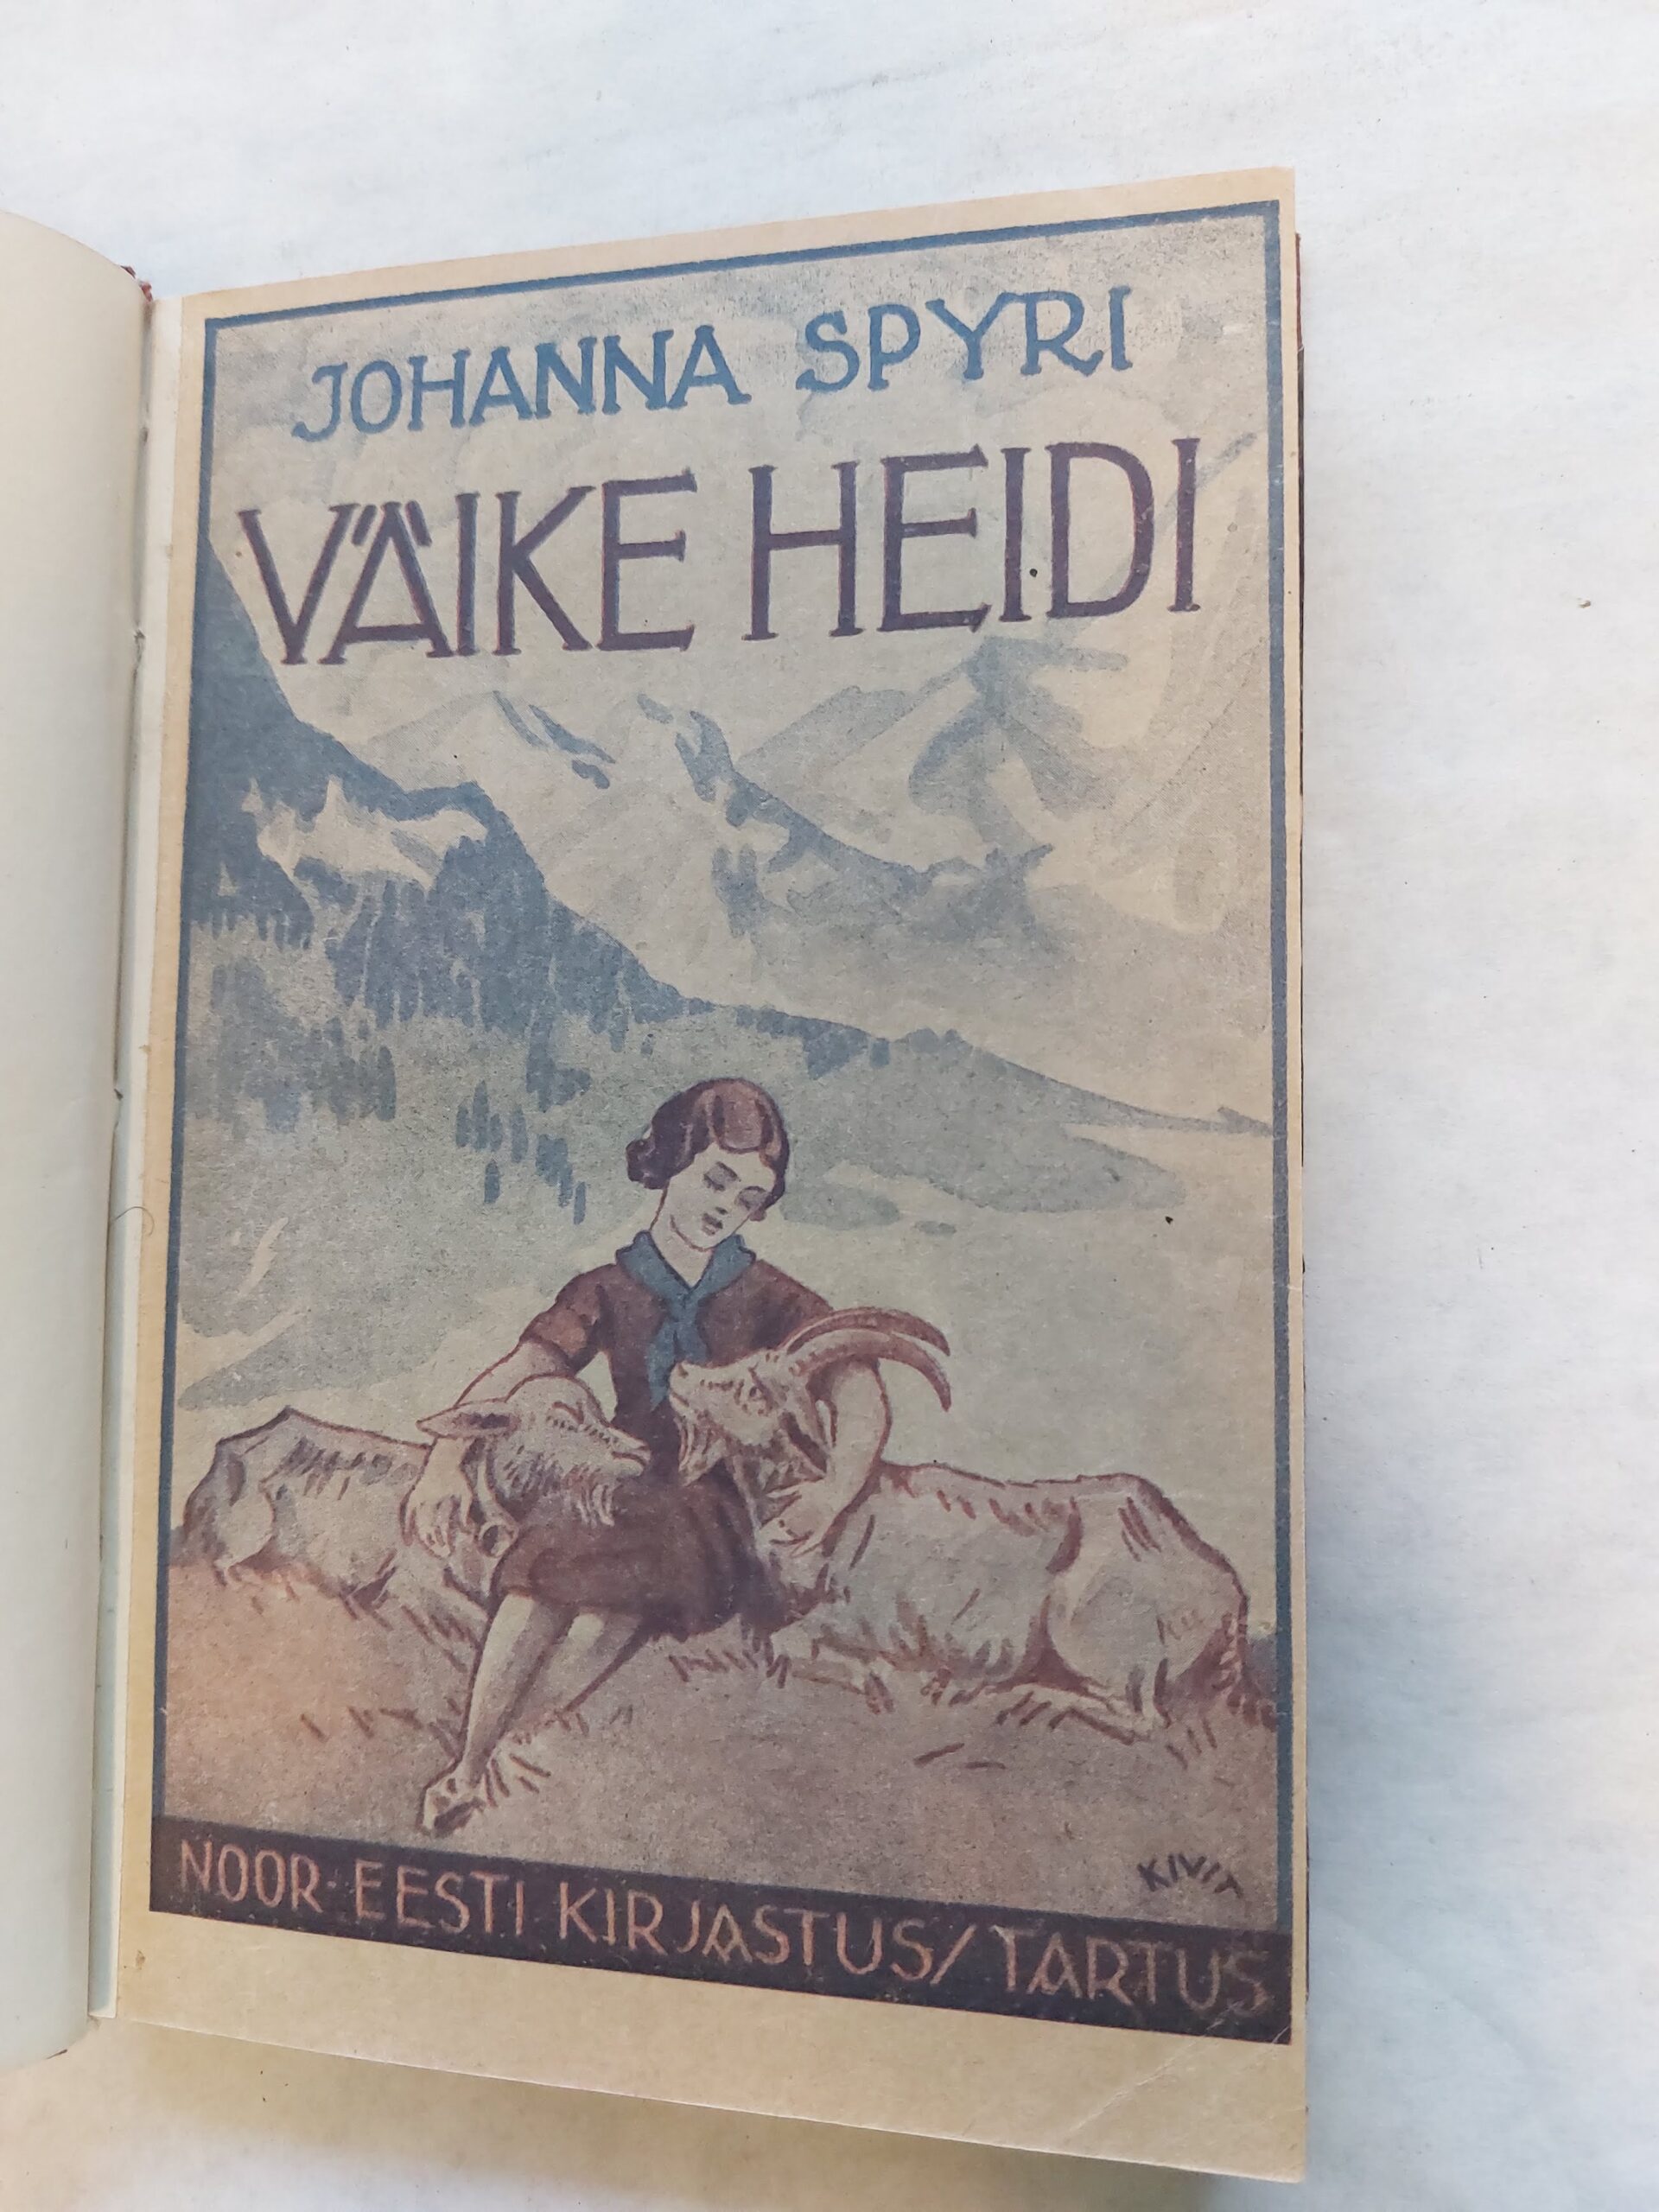 JOHANNA SPYRI
VÄIKE HEIDI
KIVIT
NOOR-EESTI KIRJASTUS/TARTUS